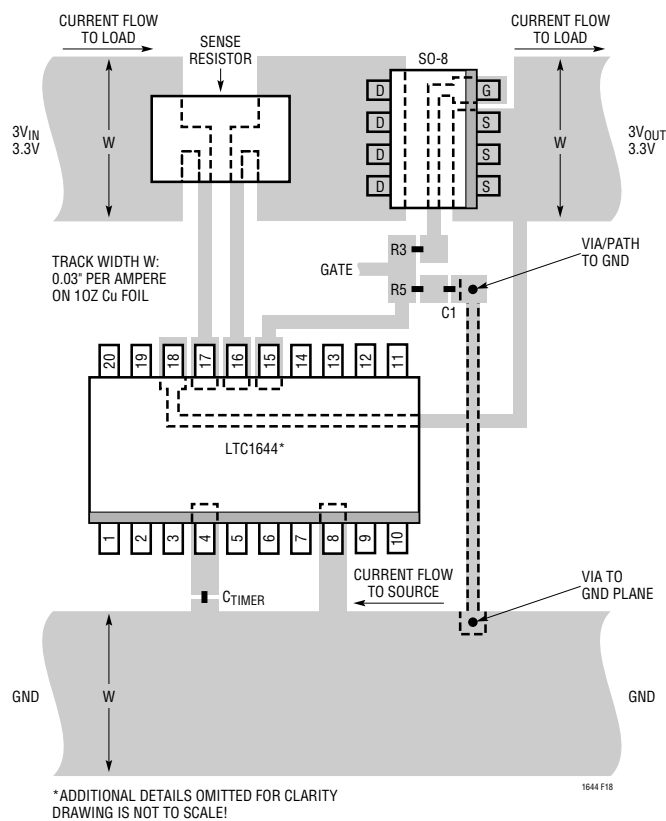 CURRENT FLOW
TO LOAD
SENSE
RESISTOR
SO-8
CURRENT FLOW
TO LOAD
D
G
D
S
D
S
D
S
3VIN
3.3V
W
W
3VOUT
3.3V
TRACK WIDTH W:
0.03" PER AMPERE
ON 1OZ Cu FOIL
R3
GATE
R5
C1
VIA/PATH
TO GND
20
19
18
17
16
15
14
13
12
11
LTC1644*
1
2
3
4
5
6
7
8
9
10
CTIMER
CURRENT FLOW
TO SOURCE
VIA TO
GND PLANE
GND
W
GND
*ADDITIONAL DETAILS OMITTED FOR CLARITY
DRAWING IS NOT TO SCALE!
1644 F18